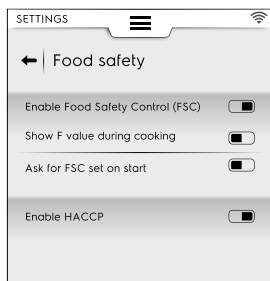 SETTINGS
Food safety
Enable Food Safety Control (FSC)
Show F value during cooking
Ask for FSC set on start
Enable HACCP